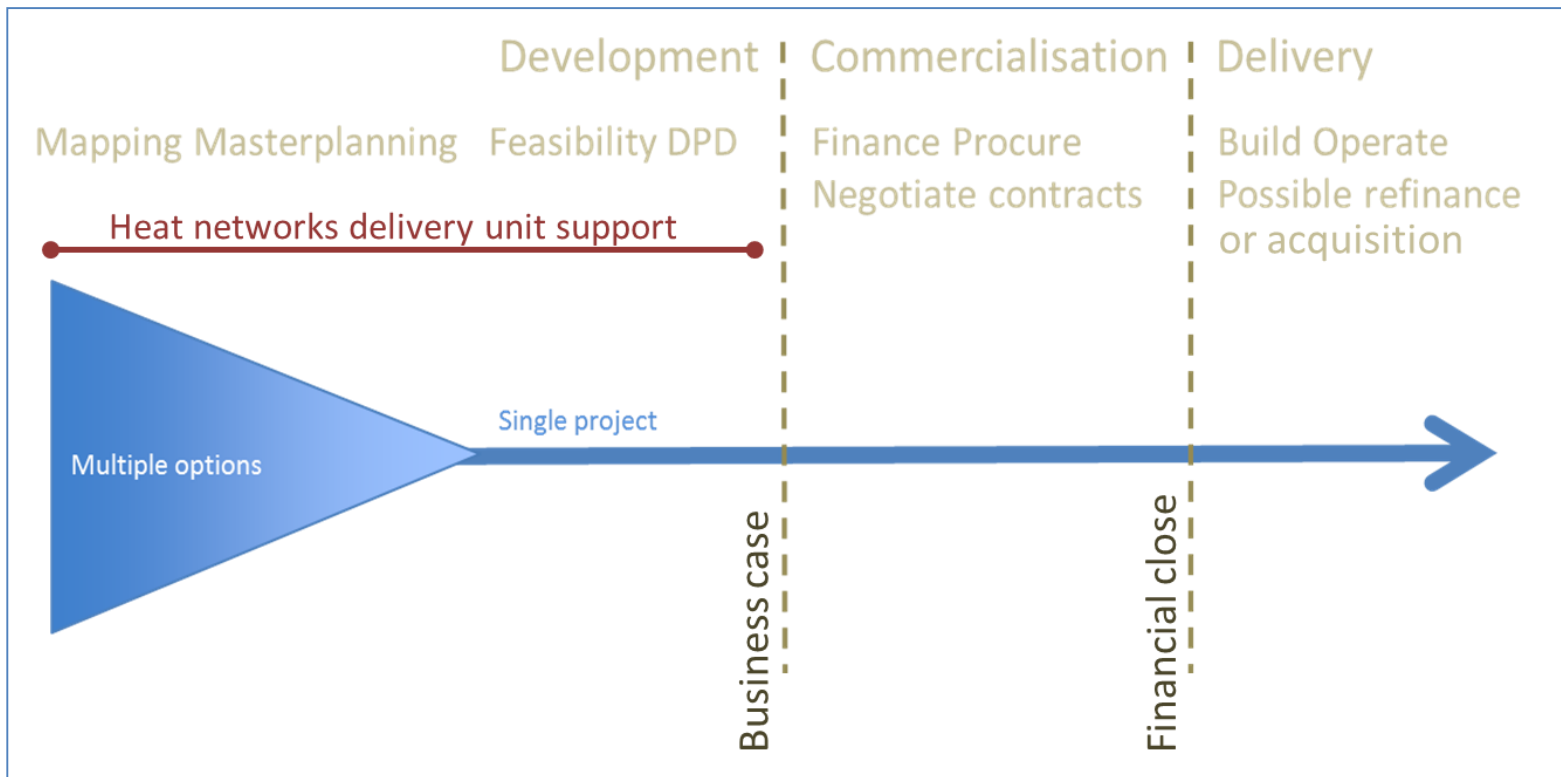 Development
Commercialisation
Delivery
Mapping Masterplanning
Feasibility DPD
Finance Procure
Negotiate contracts
Build Operate
Possible refinance
or acquisition
Heat networks delivery unit support
Multiple options
Single project
Business case
Financial close